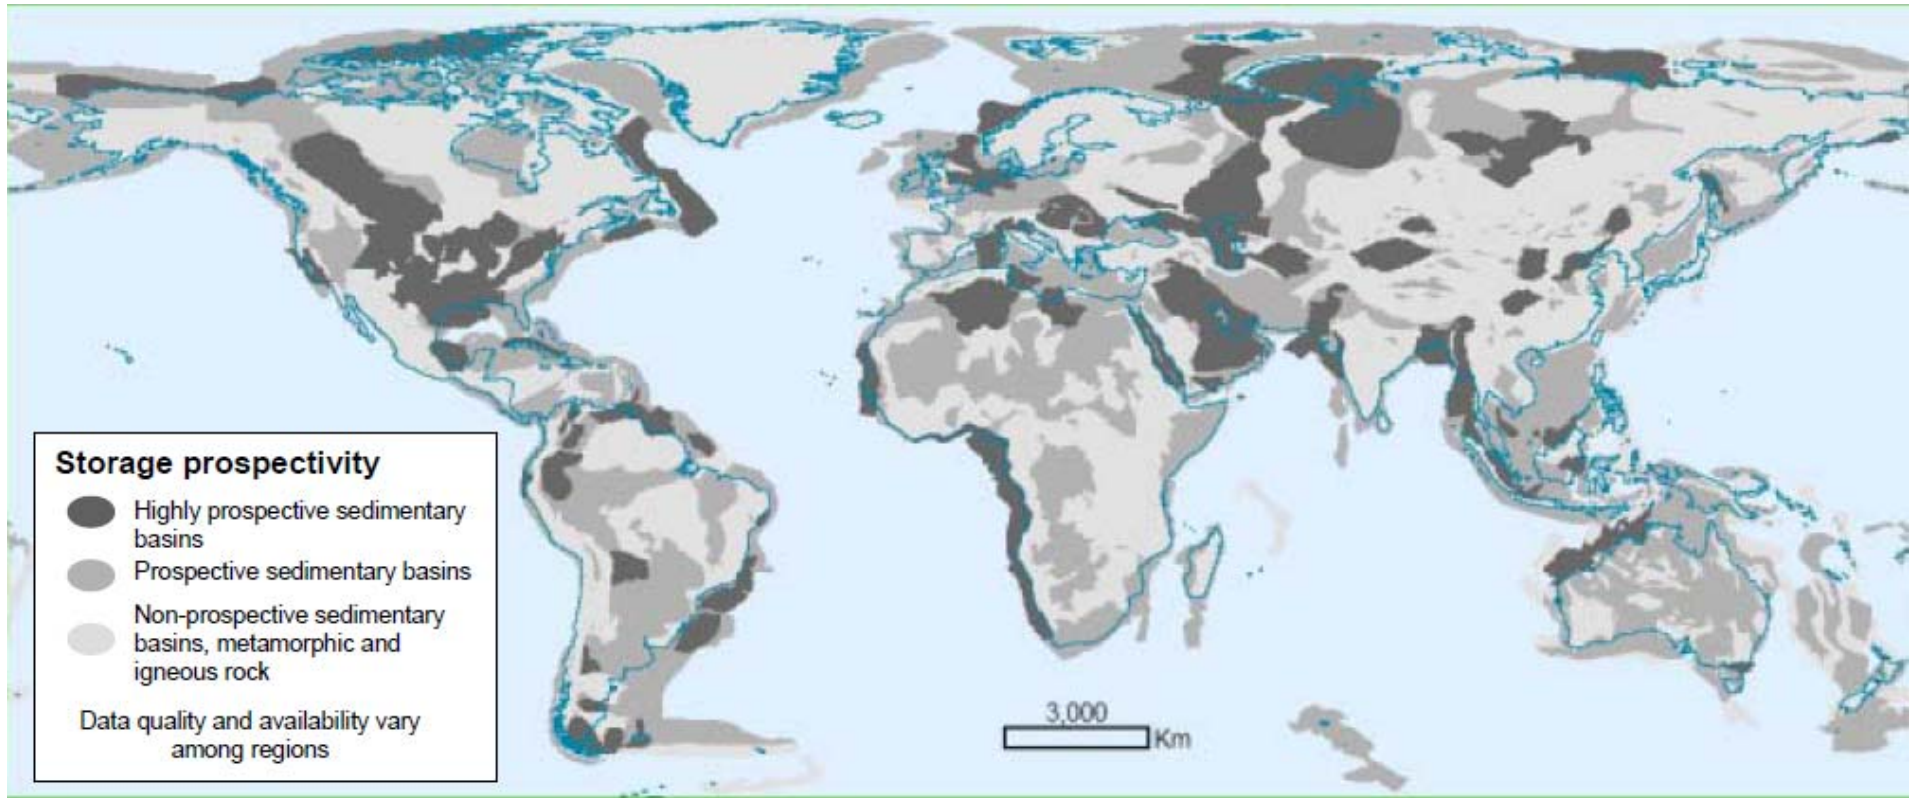 Storage prospectivity
Highly prospective sedimentary
basins
Prospective sedimentary basins
Non-prospective sedimentary
basins, metamorphic and
igneous rock
Data quality and availability vary
among regions
3,000
Km